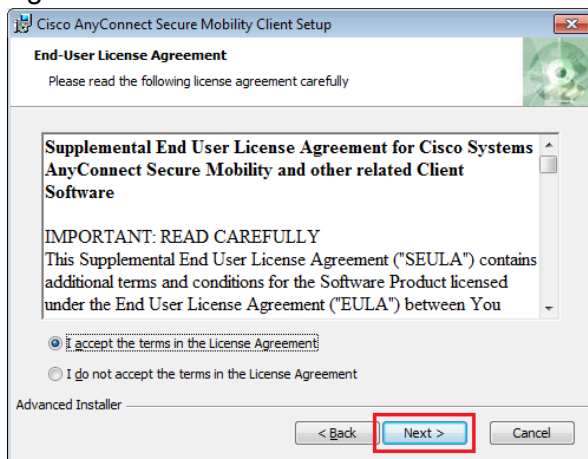 Cisco AnyConnect Secure Mobility Client Setup
End-User License Agreement
Please read the following license agreement carefully
Supplemental End User License Agreement for Cisco Systems
AnyConnect Secure Mobility and other related Client
Software
IMPORTANT: READ CAREFULLY
This Supplemental End User License Agreement ("SEULA") contains
additional terms and conditions for the Software Product licensed
under the End User License Agreement ("EULA") between You
I accept the terms in the License Agreement
I do not accept the terms in the License Agreement
Advanced Installer
< Back Next > Cancel